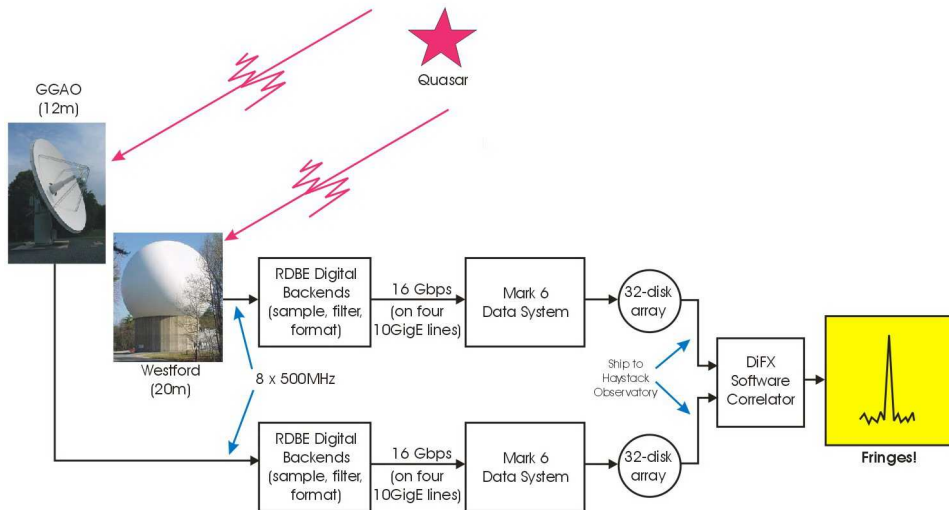 Quasar
GGAO
(12m)
Westford
(20m)
RDBE Digital
Backends
(sample, filter,
format)
16 Gbps
(on four
10GigE lines)
Mark 6
Data System
32-disk
array
8 x 500MHz
Ship to
Haystack
Observatory
DiFX
Software
Correlator
Fringes!
RDBE Digital
Backends
(sample, filter,
format)
16 Gbps
(on four
10GigE lines)
Mark 6
Data System
32-disk
array